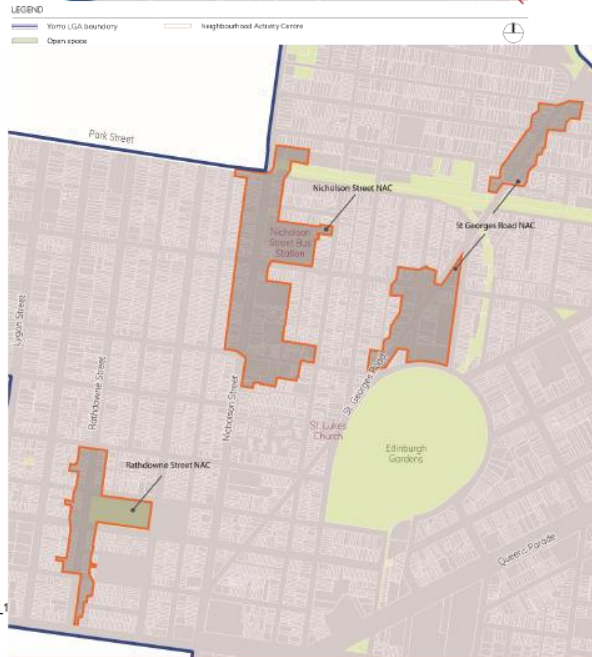 LEGEND
Yarra LGA boundary
Neighbourhood Activity Centre
Open space
Park Street
Nicholson Street NAC
St Georges Road NAC
Nicholson
Street Bus
Station
Lygon Street
Rathdowne Street
Nicholson Street
St Georges Road
St Lukes
Church
Edinburgh
Gardens
Rathdowne Street NAC
Queens Parade